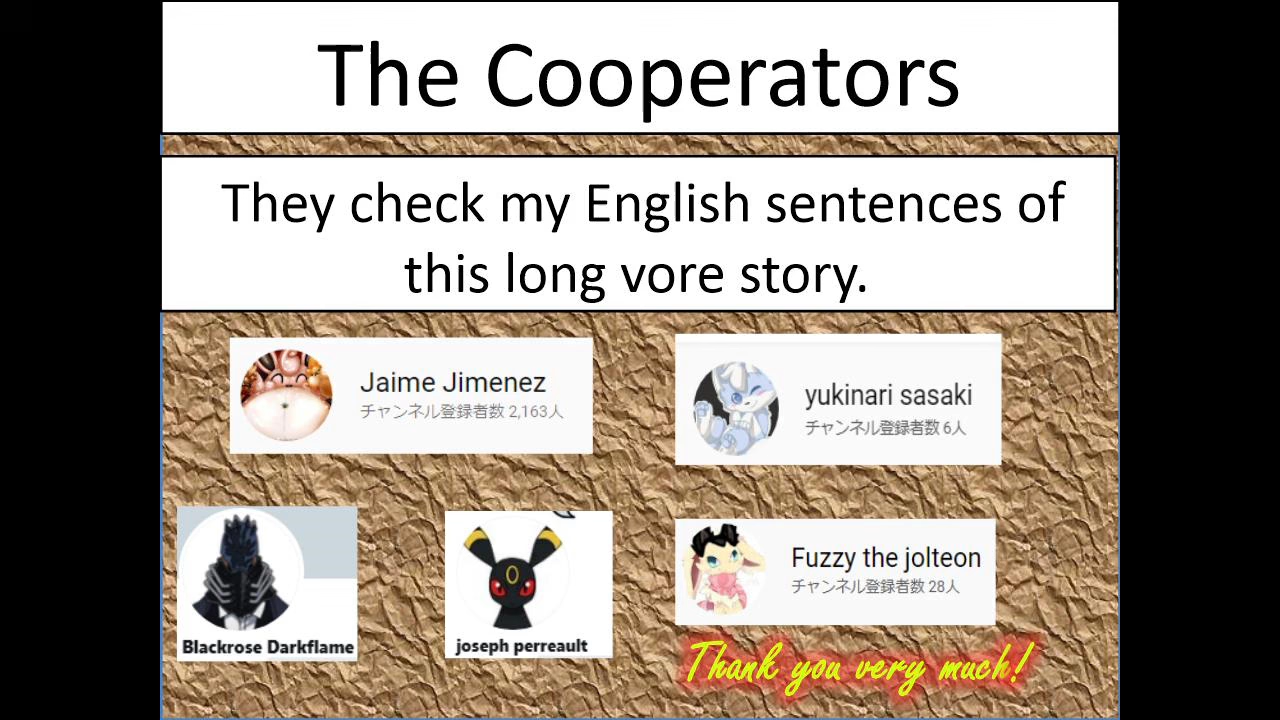 The Cooperators
They check my English sentences of
this long vore story.
Jaime Jimenez
チャンネル登録者数 2,163人
yukinari sasaki
チャンネル登録者数 6人
Blackrose Darkflame
joseph perreault
Fuzzy the jolteon
チャンネル登録者数 28人
Thank you very much!